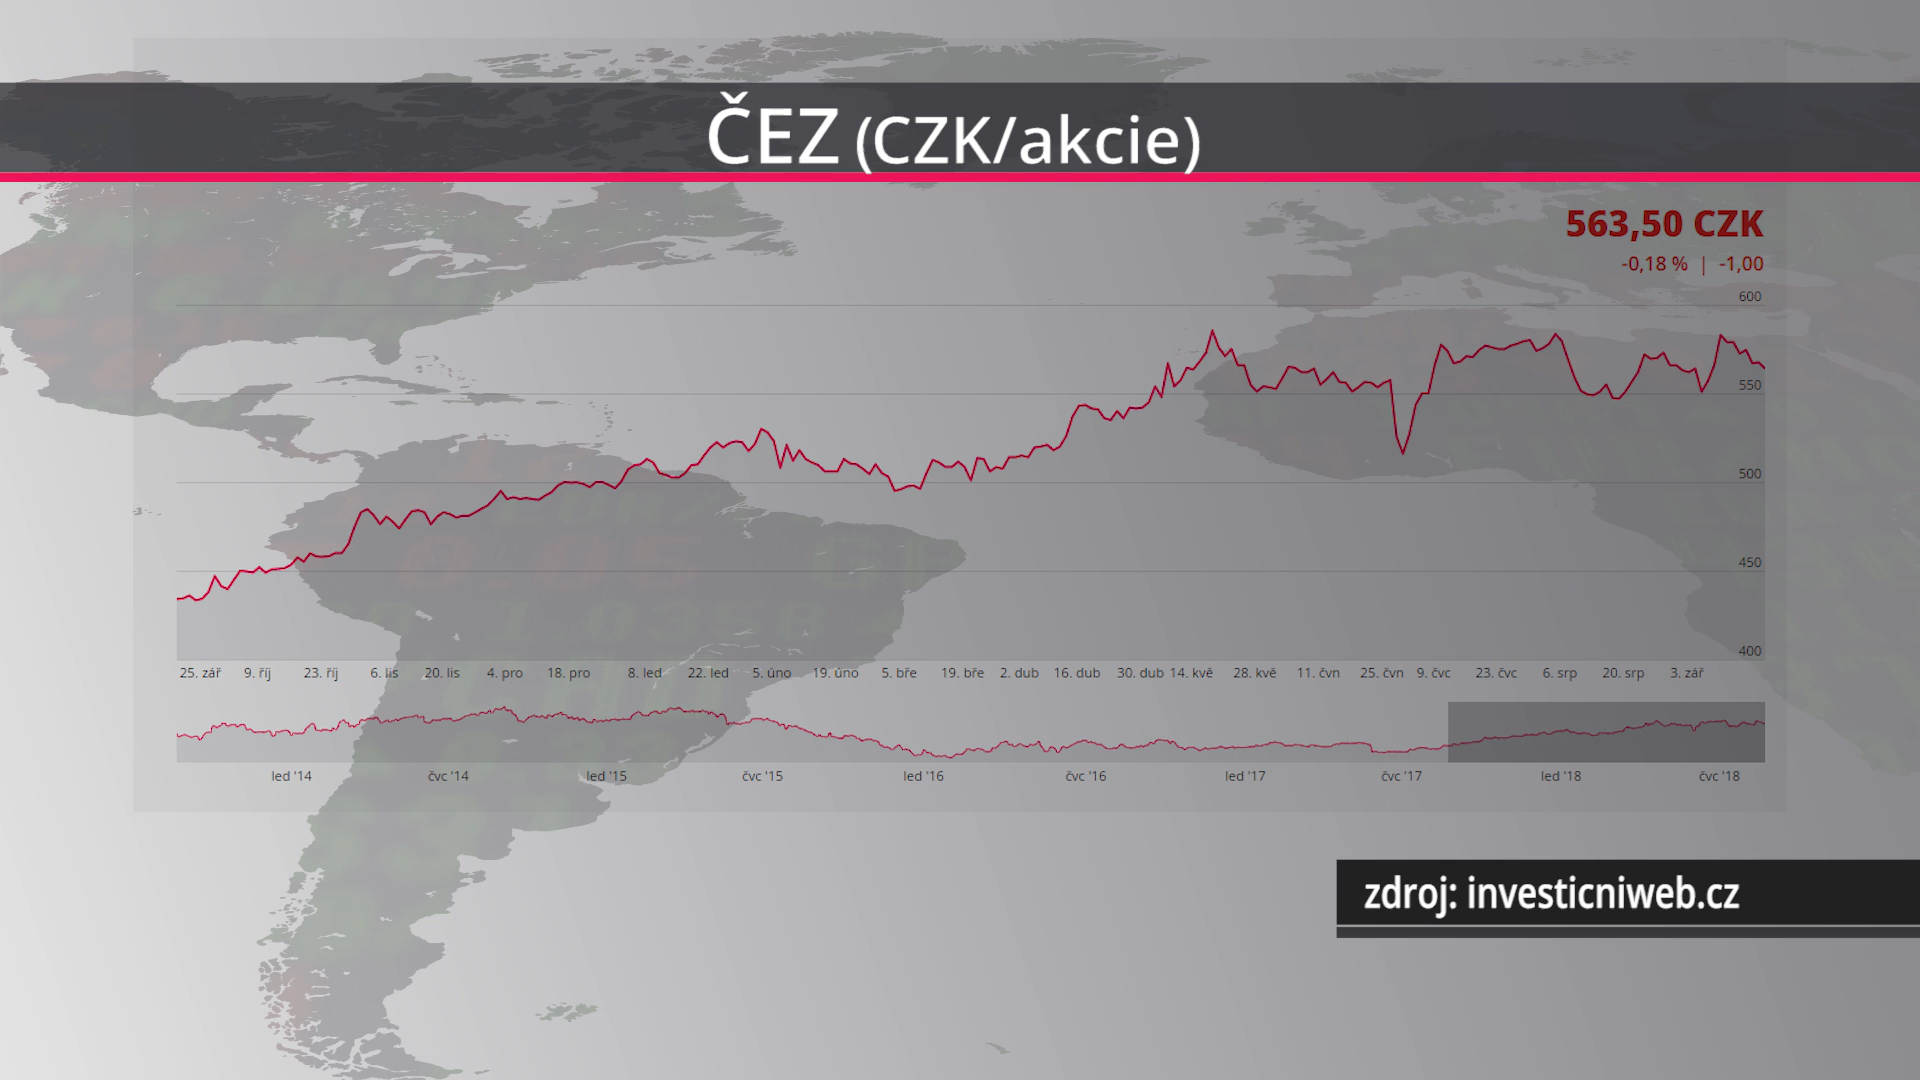 ČEZ (CZK/akcie)
563,50 CZK
-0,18 % | -1,00
600
550
500
450
400
25. zář 9. říj 23. říj 6. lis 20. lis 4. pro 18. pro 8. led 22. led 5. úno 19. úno 5. bře 19. bře 2. dub 16. dub 30. dub 14. kvě 28. kvě 11. čvn 25. čvn 9. čvc 23. čvc 6. srp 20. srp 3. zář
led '14 čvc '14 led '15 čvc '15 led '16 čvc '16 led '17 čvc '17 led '18 čvc '18
zdroj: investicniweb.cz